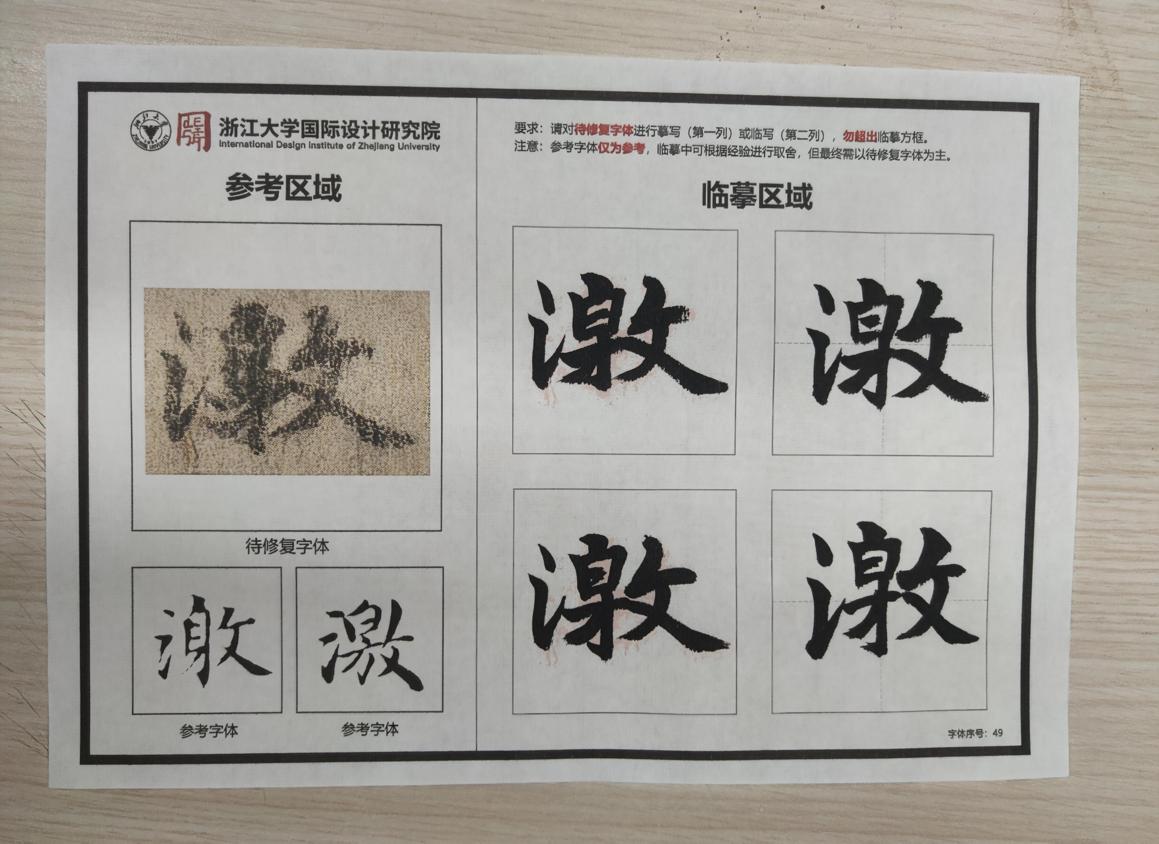 浙江大学国际设计研究院
International Design Institute of Zhejiang University
参考区域
激
待修复字体
激
激
参考字体
参考字体
要求：请对待修复字体进行摹写（第一列）或临写（第二列），勿超出临摹方框。
注意：参考字体仅为参考，临摹中可根据经验进行取舍，但最终需以待修复字体为主。
临摹区域
激
激
激
激
字体序号：49